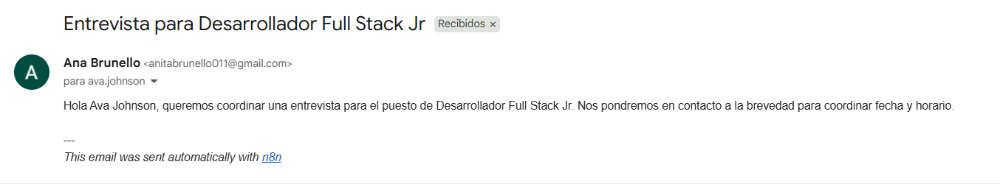 Entrevista para Desarrollador Full Stack Jr Recibidos ×
A Ana Brunello <anitabrunello011@gmail.com>
para ava.johnson
Hola Ava Johnson, queremos coordinar una entrevista para el puesto de Desarrollador Full Stack Jr. Nos pondremos en contacto a la brevedad para coordinar fecha y horario.
---
This email was sent automatically with n8n